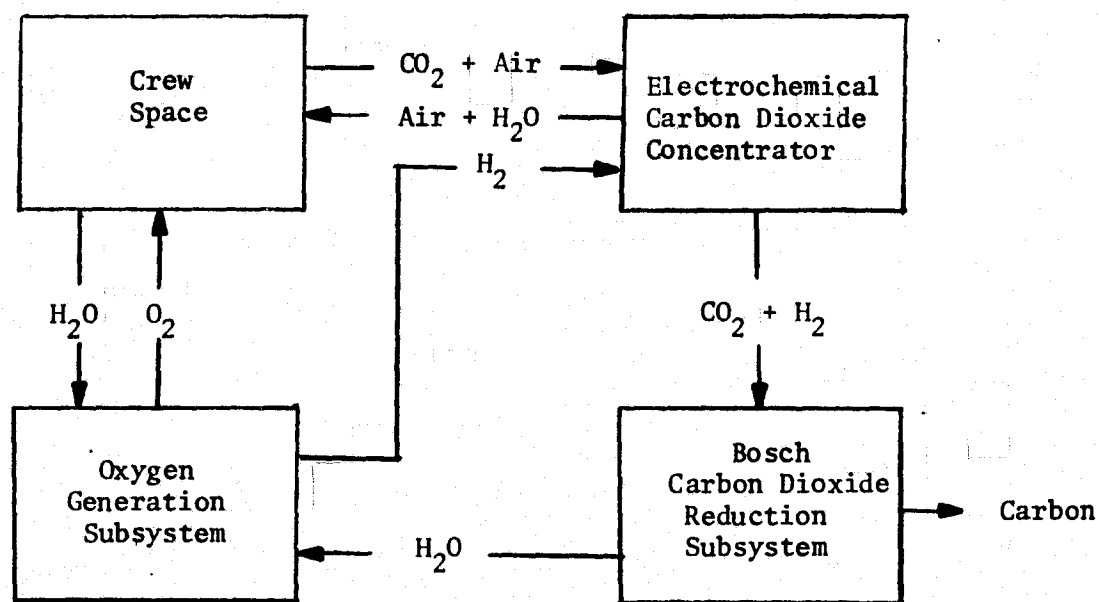 Crew
Space
CO₂ + Air
Air + H₂O
H₂
Electrochemical
Carbon Dioxide
Concentrator
H₂O
O₂
CO₂ + H₂
Oxygen
Generation
Subsystem
H₂O
Bosch
Carbon Dioxide
Reduction
Subsystem
Carbon